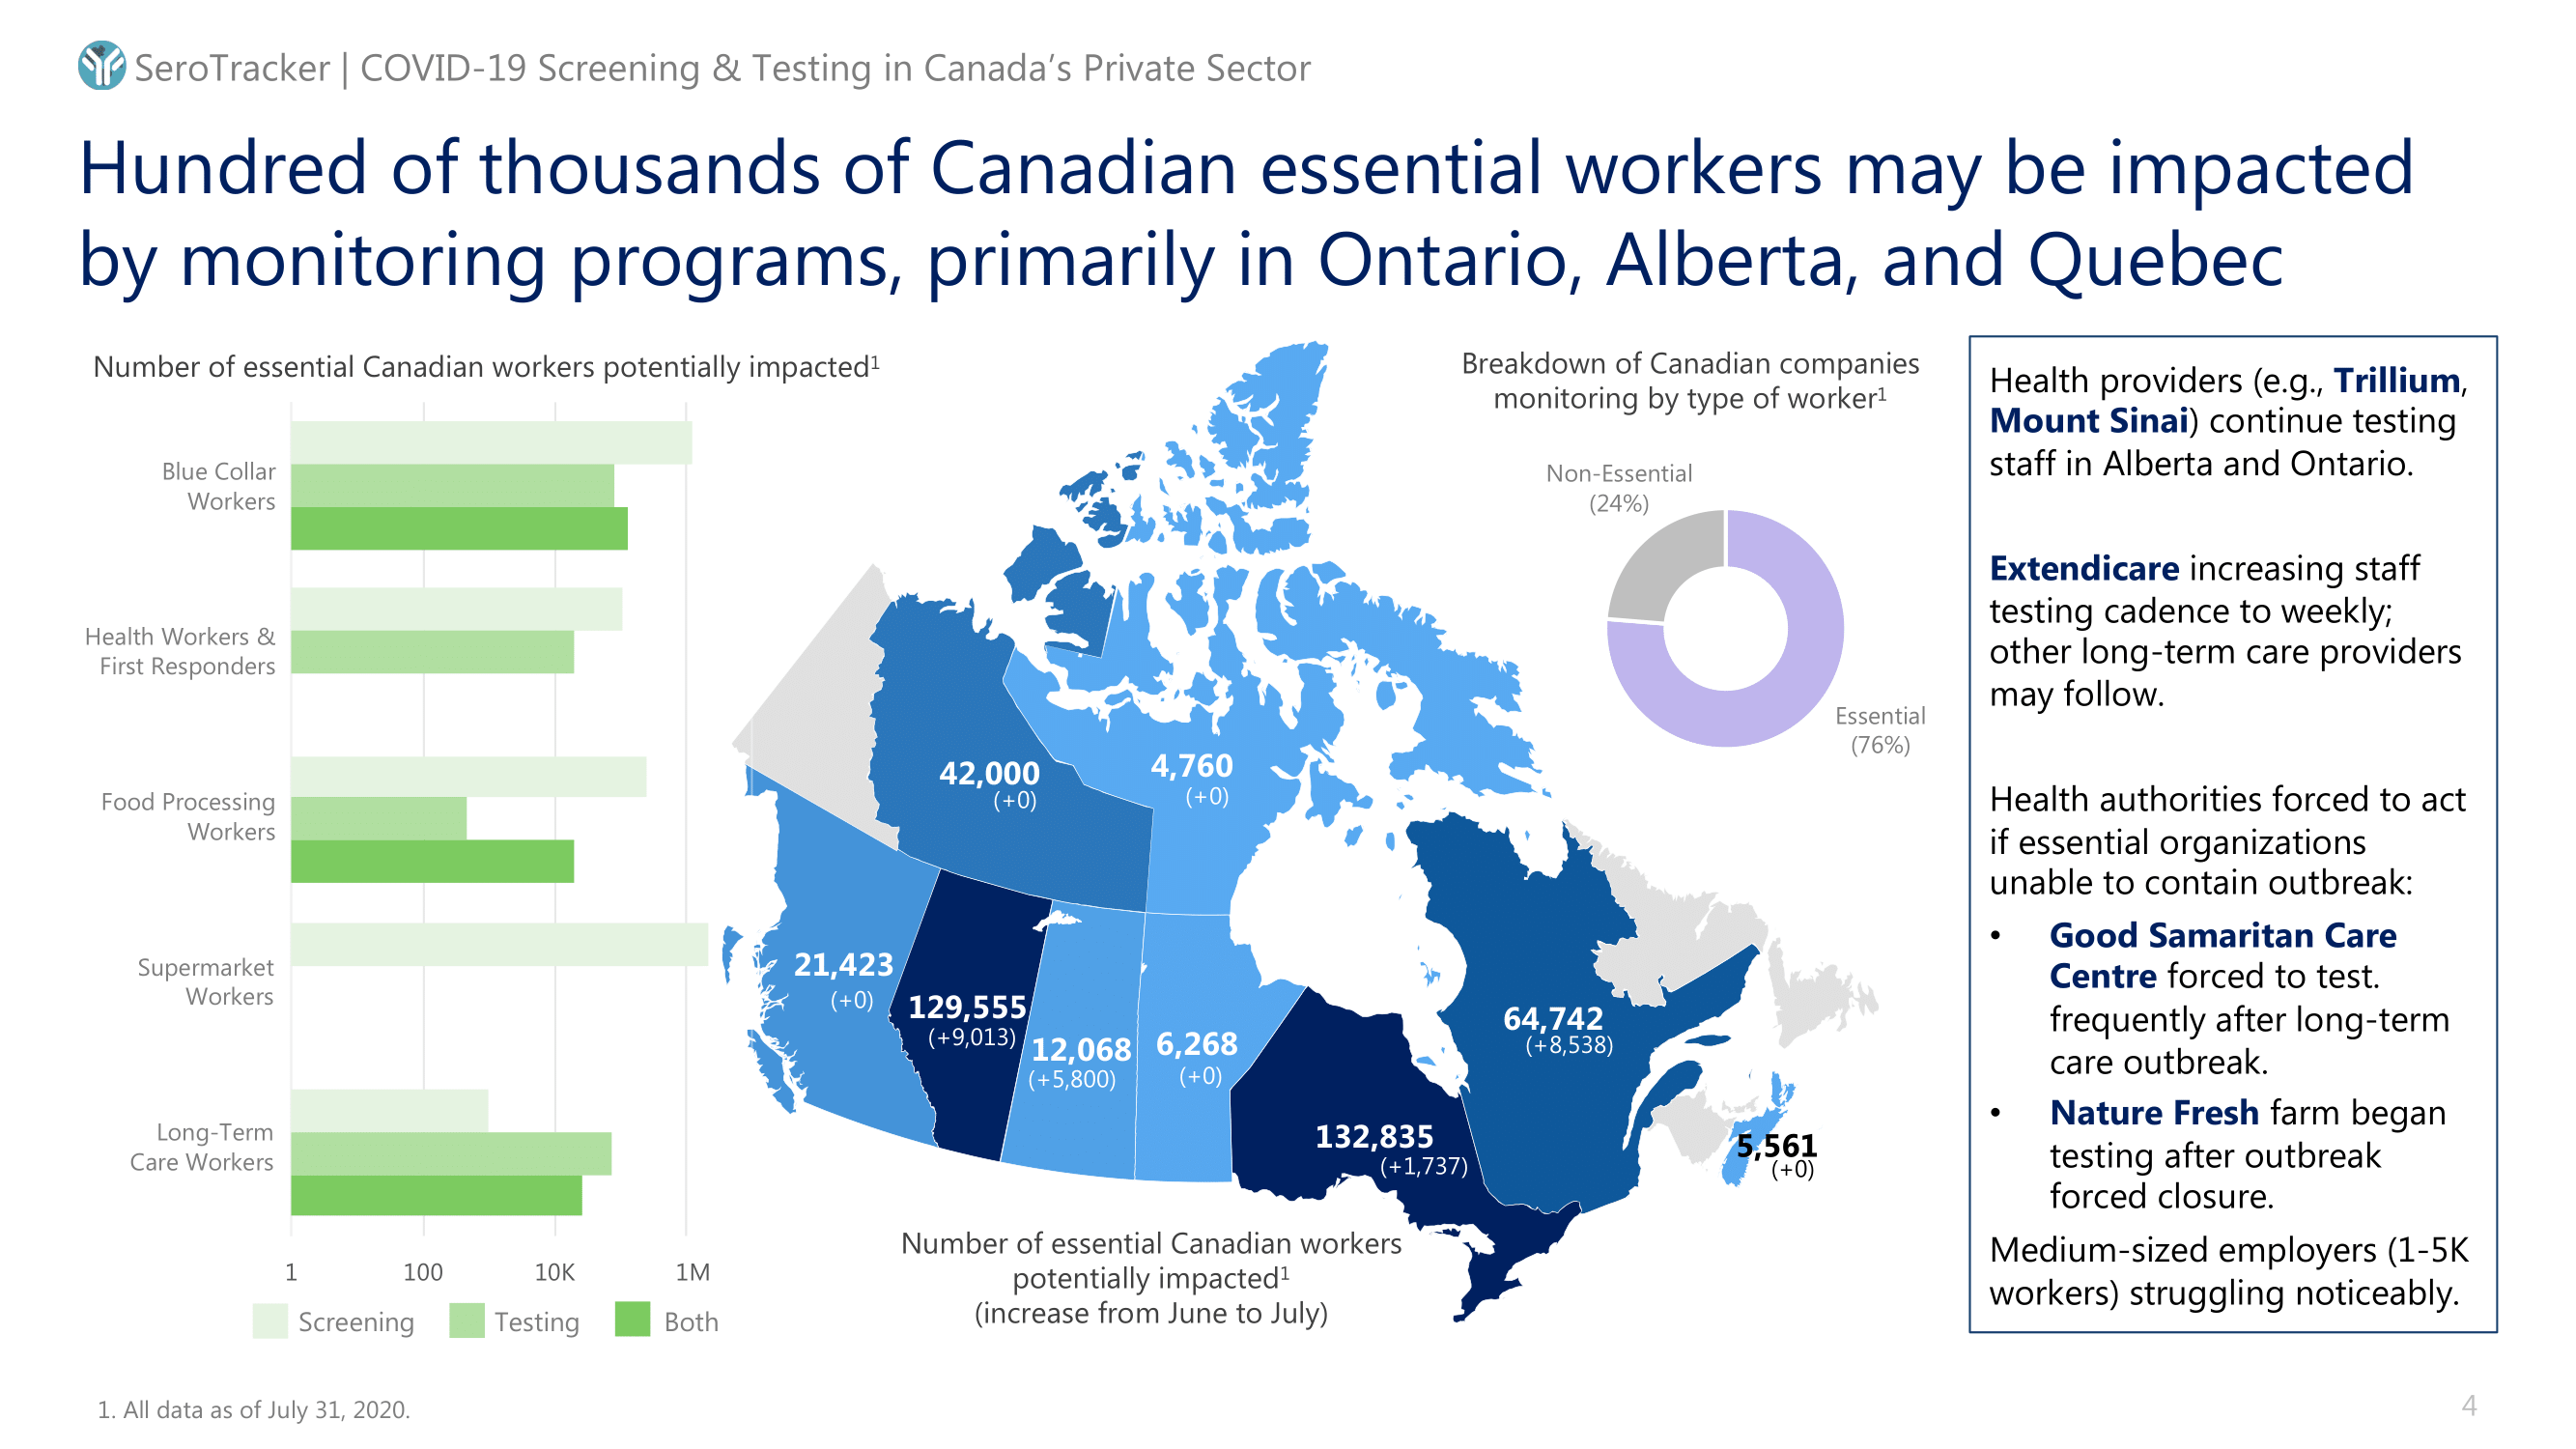 SeroTracker | COVID-19 Screening & Testing in Canada’s Private Sector
Hundred of thousands of Canadian essential workers may be impacted
by monitoring programs, primarily in Ontario, Alberta, and Quebec
Number of essential Canadian workers potentially impacted1
Blue Collar
Workers
Health Workers &
First Responders
Food Processing
Workers
Supermarket
Workers
Long-Term
Care Workers
1 100 10K 1M
Screening Testing Both
42,000
(+0)
4,760
(+0)
21,423
(+0)
129,555
(+9,013)
12,068
(+5,800)
6,268
(+0)
132,835
(+1,737)
64,742
(+8,538)
5,561
(+0)
Number of essential Canadian workers
potentially impacted1
(increase from June to July)
Breakdown of Canadian companies
monitoring by type of worker1
Non-Essential
(24%)
Essential
(76%)
Health providers (e.g., Trillium,
Mount Sinai) continue testing
staff in Alberta and Ontario.
Extendicare increasing staff
testing cadence to weekly;
other long-term care providers
may follow.
Health authorities forced to act
if essential organizations
unable to contain outbreak:
• Good Samaritan Care
Centre forced to test.
frequently after long-term
care outbreak.
• Nature Fresh farm began
testing after outbreak
forced closure.
Medium-sized employers (1-5K
workers) struggling noticeably.
1. All data as of July 31, 2020.
4